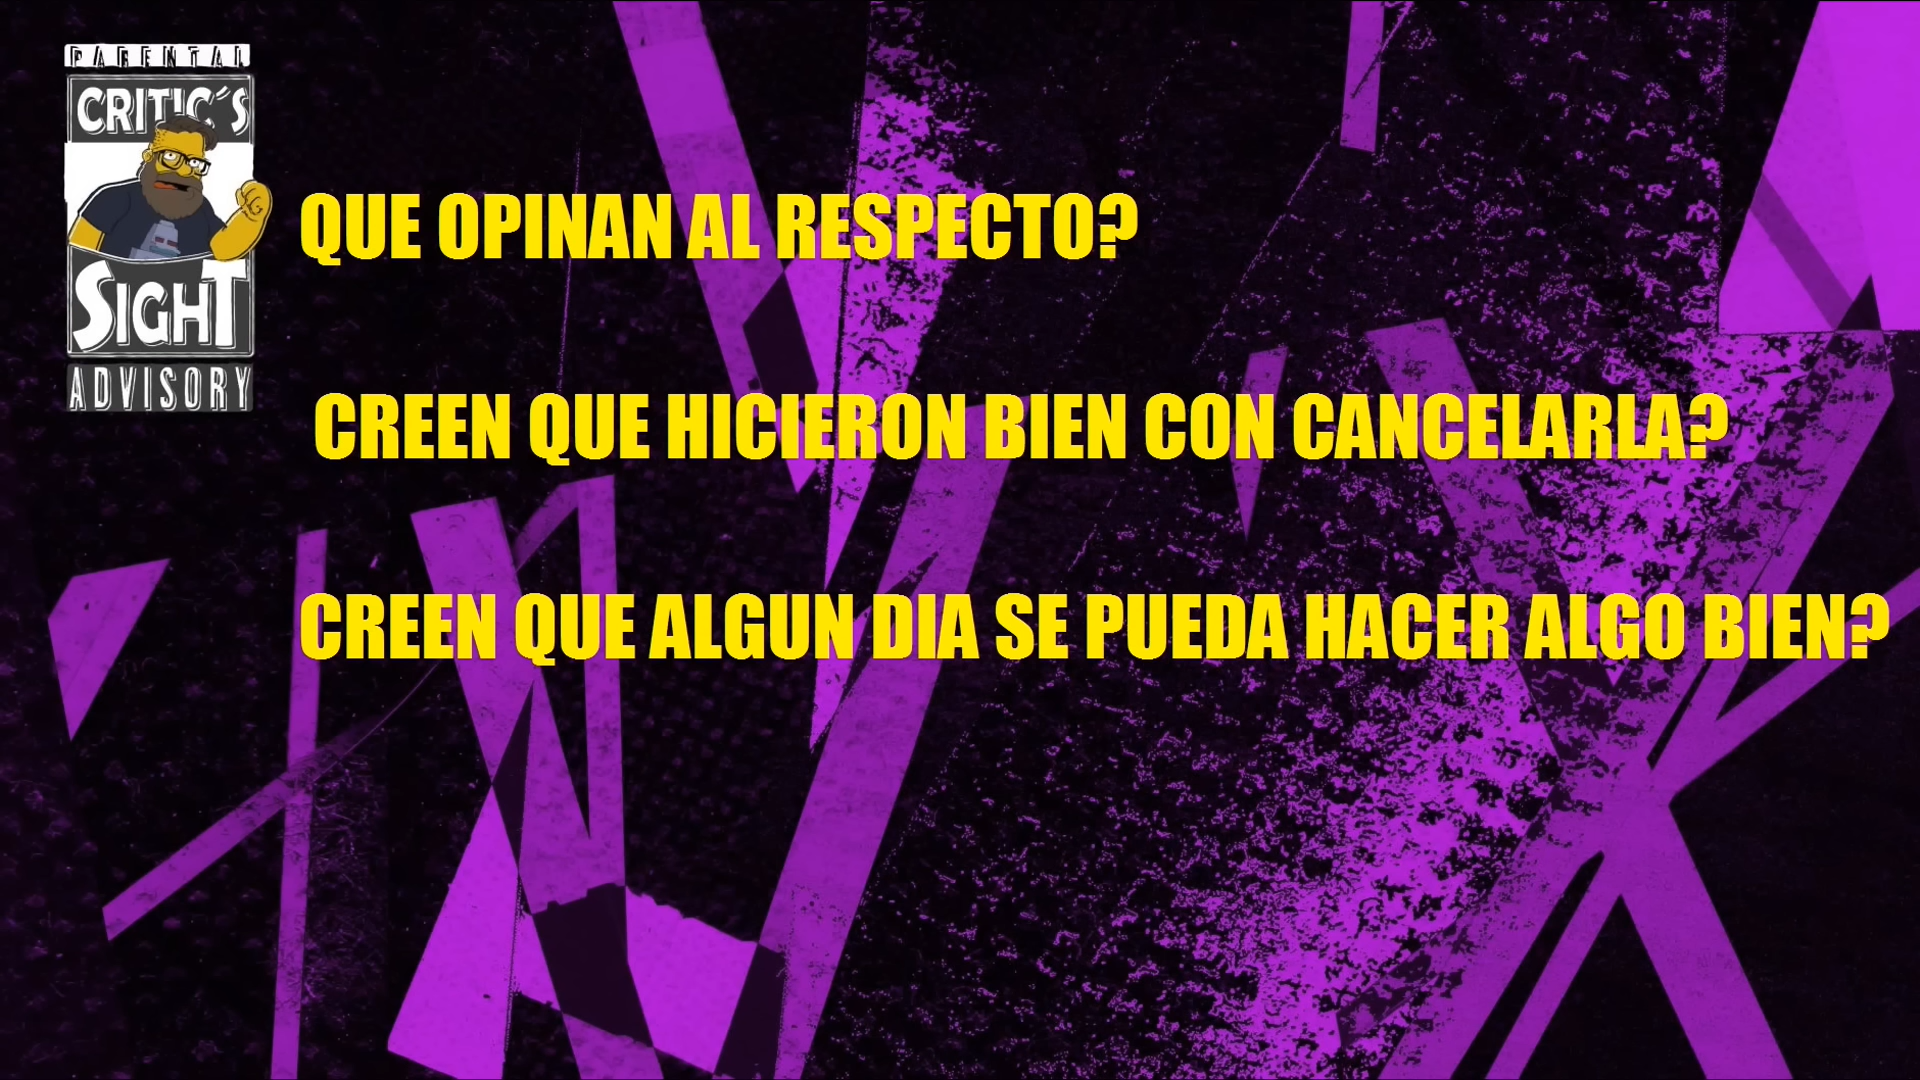 PARENTAL
CRITIC´S
SIGHT
ADVISORY
QUE OPINAN AL RESPECTO?
CREEN QUE HICIERON BIEN CON CANCELARLA?
CREEN QUE ALGUN DIA SE PUEDA HACER ALGO BIEN?